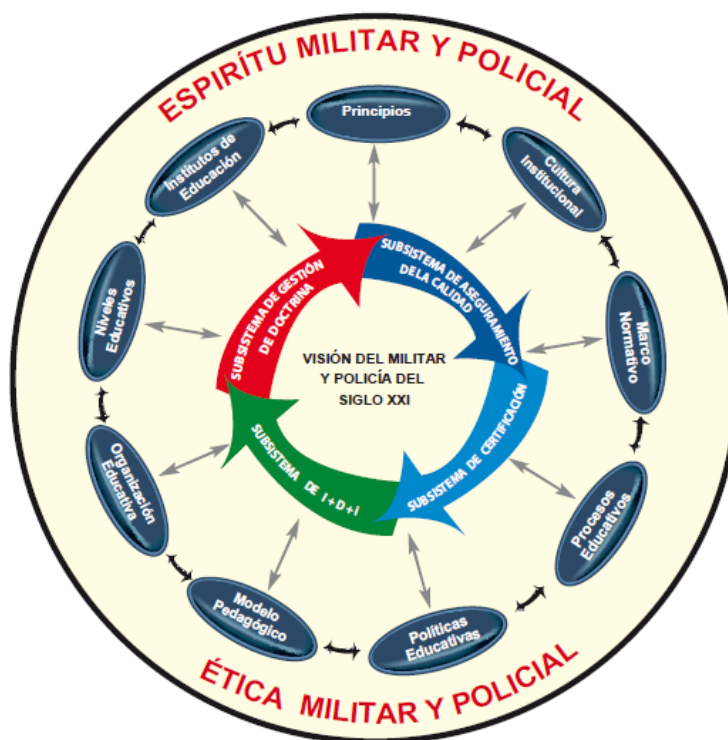 ESPIRÍTU MILITAR Y POLICIAL
Principios
Cultura
Institucional
Marco
Normativo
Procesos
Educativos
Políticas
Educativas
Modelo
Pedagógico
Organización
Educativa
Niveles
Educativos
Institutos de
Educación
SUBSISTEMA DE ASEGURAMIENTO
DE LA CALIDAD
SUBSISTEMA DE CERTIFICACIÓN
SUBSISTEMA DE I+D+i
SUBSISTEMA DE GESTIÓN
DE DOCTRINA
VISIÓN DEL MILITAR
Y POLICÍA DEL
SIGLO XXI
ÉTICA MILITAR Y POLICIAL